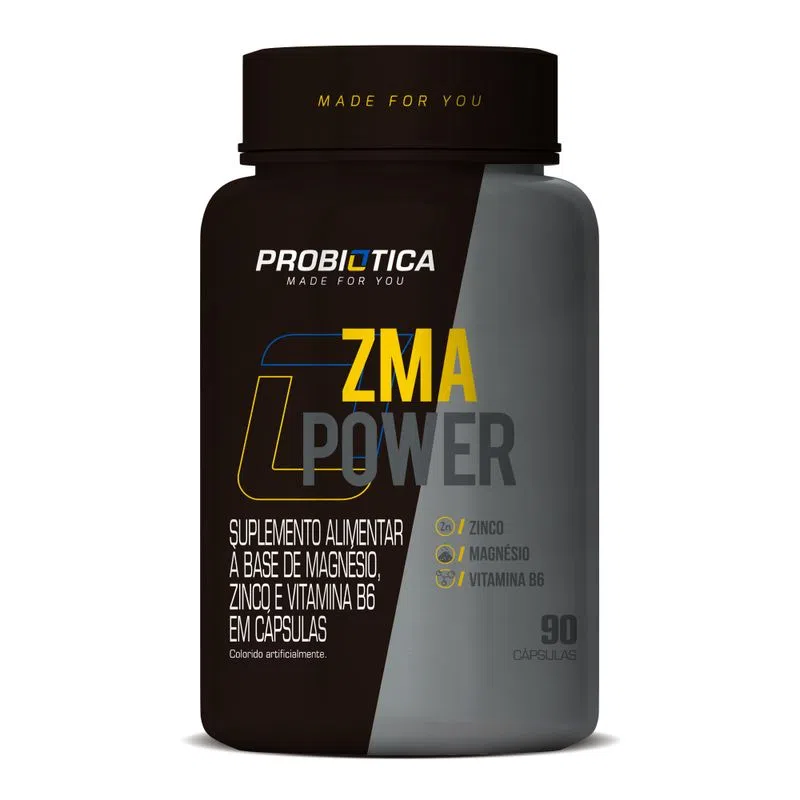 MADE FOR YOU
PROBIOTICA
MADE FOR YOU
ZMA
POWER
SUPLEMENTO ALIMENTAR
À BASE DE MAGNÉSIO,
ZINCO E VITAMINA B6
EM CÁPSULAS
Colorido artificialmente.
Zn / ZINCO
/ MAGNÉSIO
/ VITAMINA B6
90
CÁPSULAS